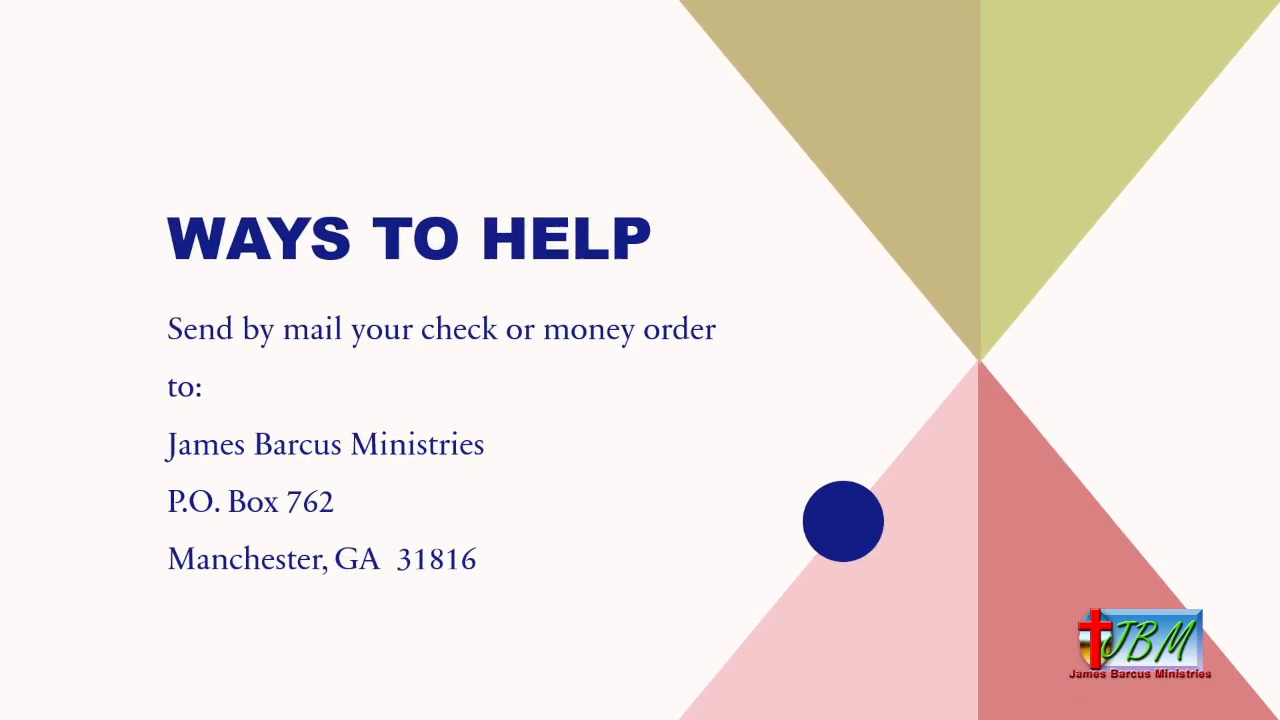 WAYS TO HELP
Send by mail your check or money order
to:
James Barcus Ministries
P.O. Box 762
Manchester, GA  31816
JBM
James Barcus Ministries